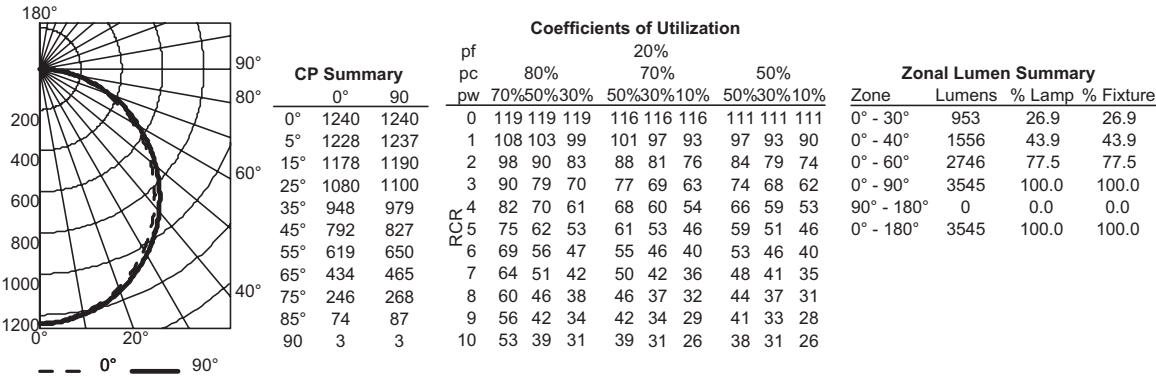 180°
90°
80°
60°
40°
20°
0°
200
400
600
800
1000
1200
0° 90°
CP Summary
0° 90
0° 1240 1240
5° 1228 1237
15° 1178 1190
25° 1080 1100
35° 948 979
45° 792 827
55° 619 650
65° 434 465
75° 246 268
85° 74 87
90 3 3
Coefficients of Utilization
pf 20%
pc 80% 70% 50%
pw 70%50%30% 50%30%10% 50%30%10%
RCR
0 119 119 119 116 116 116 111 111 111
1 108 103 99 101 97 93 97 93 90
2 98 90 83 88 81 76 84 79 74
3 90 79 70 77 69 63 74 68 62
4 82 70 61 68 60 54 66 59 53
5 75 62 53 61 53 46 59 51 46
6 69 56 47 55 46 40 53 46 40
7 64 51 42 50 42 36 48 41 35
8 60 46 38 46 37 32 44 37 31
9 56 42 34 42 34 29 41 33 28
10 53 39 31 39 31 26 38 31 26
Zonal Lumen Summary
Zone Lumens % Lamp % Fixture
0° - 30° 953 26.9 26.9
0° - 40° 1556 43.9 43.9
0° - 60° 2746 77.5 77.5
0° - 90° 3545 100.0 100.0
90° - 180° 0 0.0 0.0
0° - 180° 3545 100.0 100.0